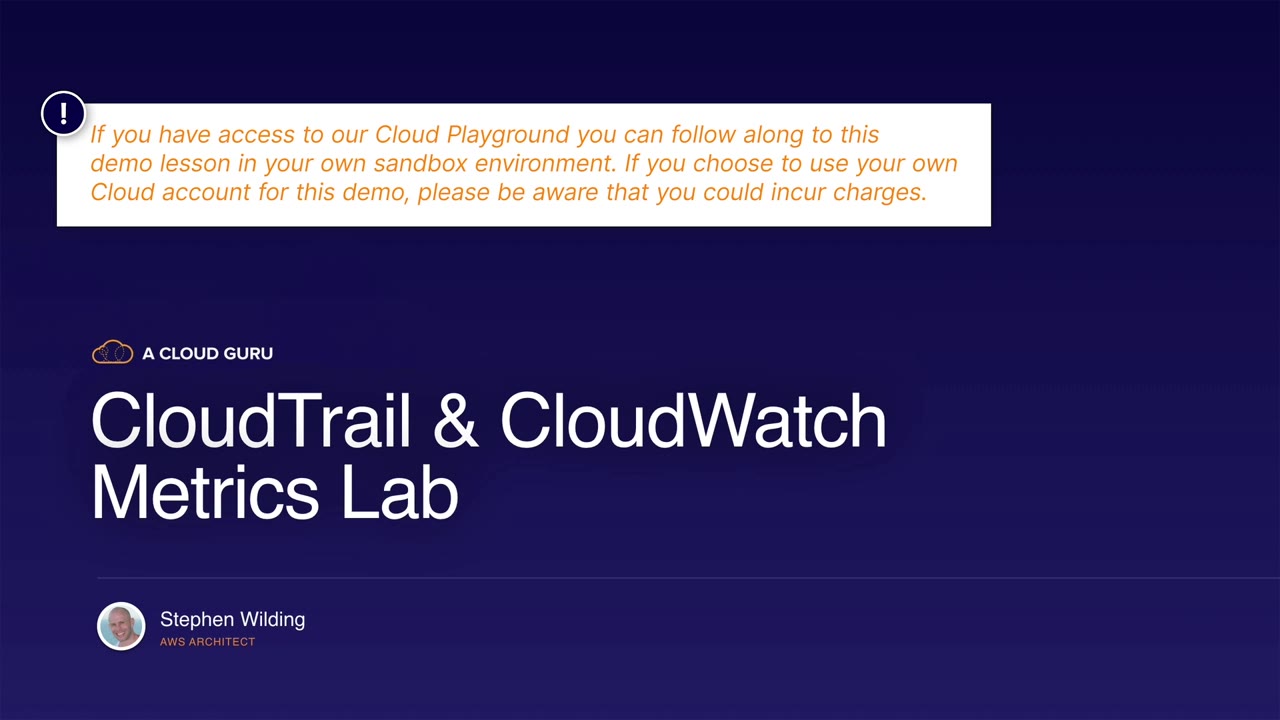 !
If you have access to our Cloud Playground you can follow along to this
demo lesson in your own sandbox environment. If you choose to use your own
Cloud account for this demo, please be aware that you could incur charges.
A CLOUD GURU
CloudTrail & CloudWatch
Metrics Lab
Stephen Wilding
AWS ARCHITECT